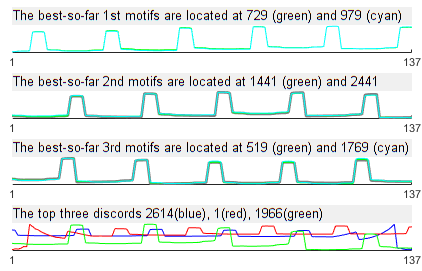 The best-so-far 1st motifs are located at 729 (green) and 979 (cyan)
1 137
The best-so-far 2nd motifs are located at 1441 (green) and 2441
1 137
The best-so-far 3rd motifs are located at 519 (green) and 1769 (cyan)
1 137
The top three discords 2614(blue), 1(red), 1966(green)
1 137